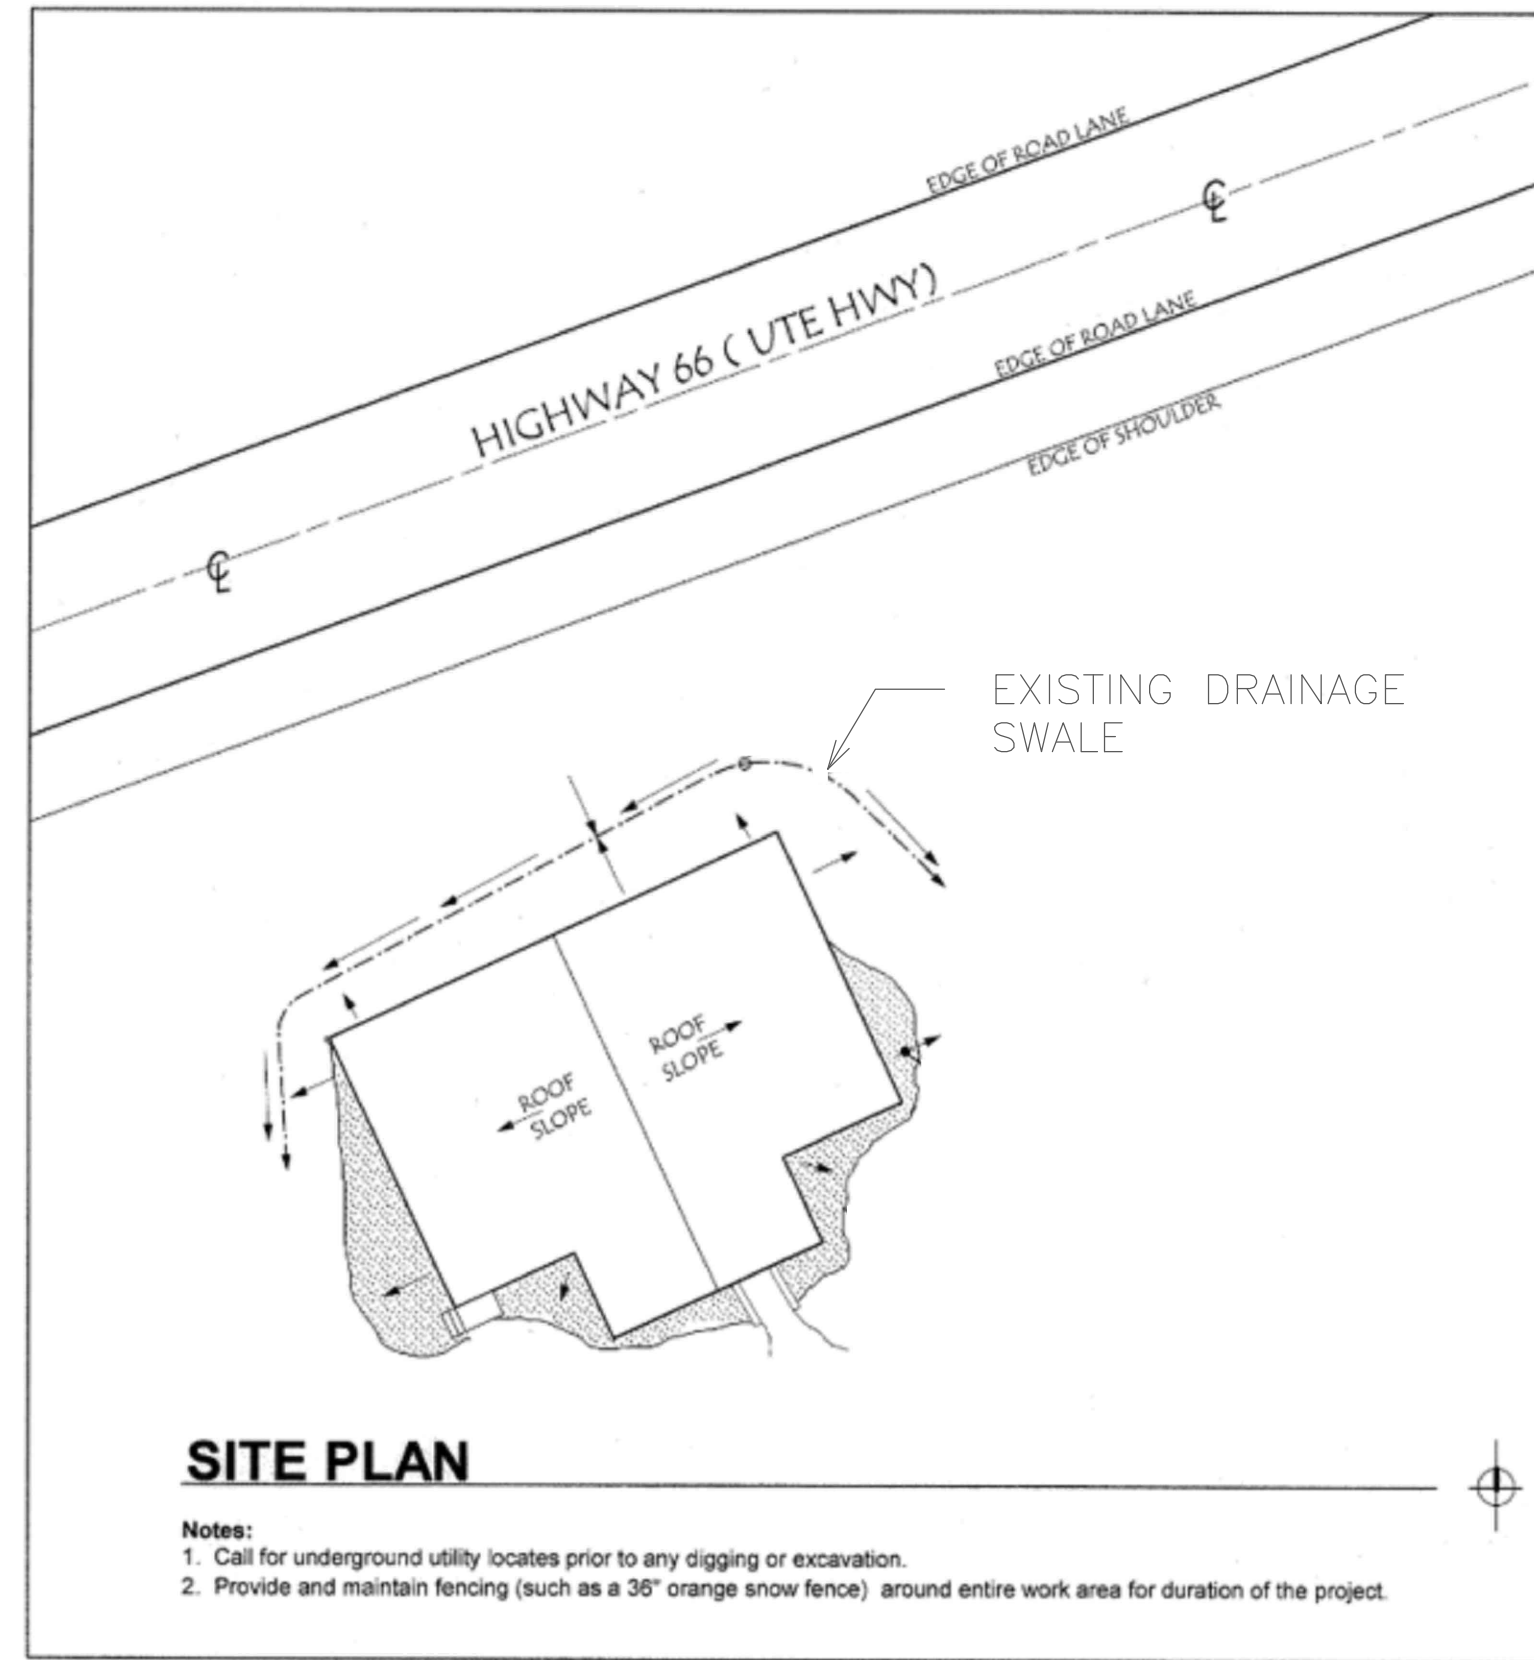 EDGE OF ROAD LANE
℄
HIGHWAY 66 ( UTE HWY)
EDGE OF ROAD LANE
EDGE OF SHOULDER
℄
EXISTING DRAINAGE
SWALE
ROOF
SLOPE
ROOF
SLOPE
SITE PLAN
Notes:
1. Call for underground utility locates prior to any digging or excavation.
2. Provide and maintain fencing (such as a 36" orange snow fence) around entire work area for duration of the project.